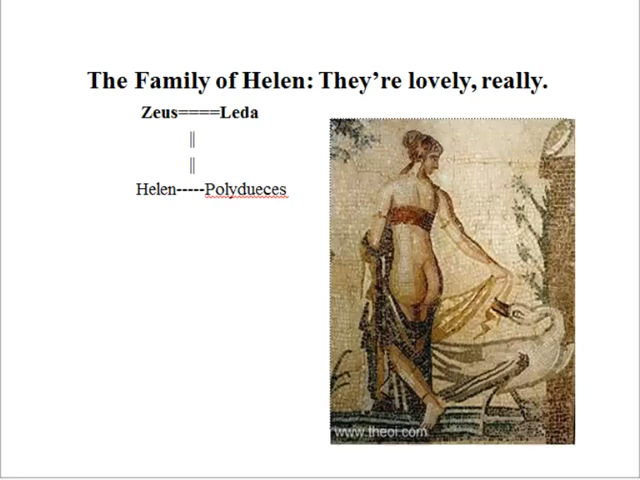 The Family of Helen: They're lovely, really.
Zeus====Leda
||
||
Helen-----Polydueces
www.theoi.com